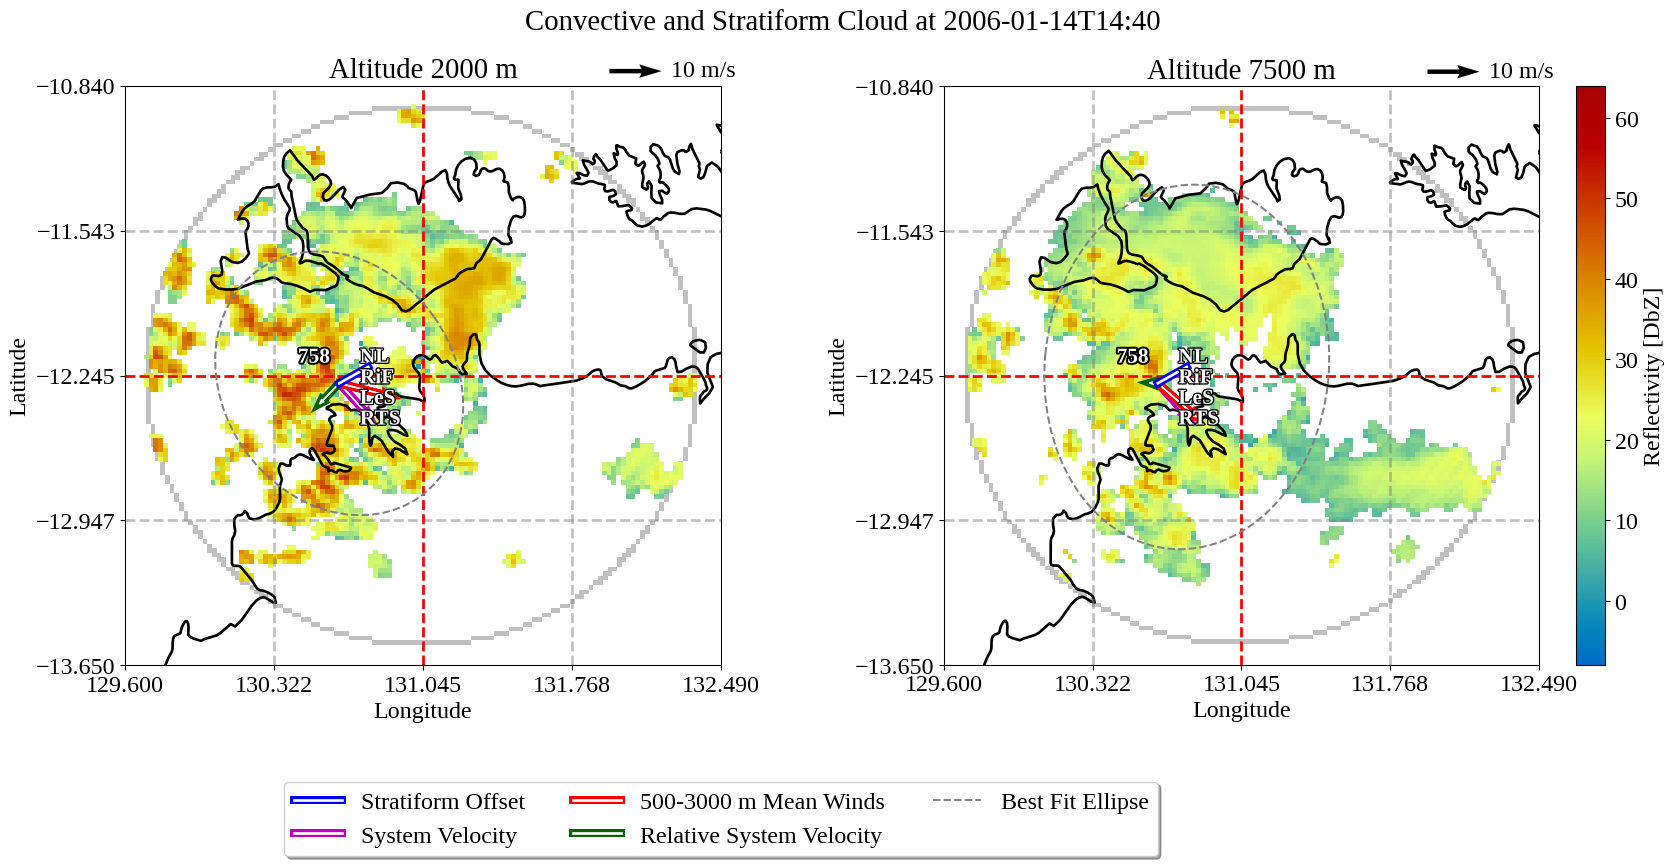 Convective and Stratiform Cloud at 2006-01-14T14:40
Altitude 2000 m
10 m/s
Altitude 7500 m
10 m/s
−10.840
−11.543
−12.245
−12.947
−13.650
Latitude
129.600
130.322
131.045
131.768
132.490
Longitude
758
NL
RiF
LeS
RTS
−10.840
−11.543
−12.245
−12.947
−13.650
Latitude
129.600
130.322
131.045
131.768
132.490
Longitude
758
NL
RiF
LeS
RTS
60
50
40
30
20
10
0
Reflectivity [DbZ]
Stratiform Offset
System Velocity
500-3000 m Mean Winds
Relative System Velocity
Best Fit Ellipse